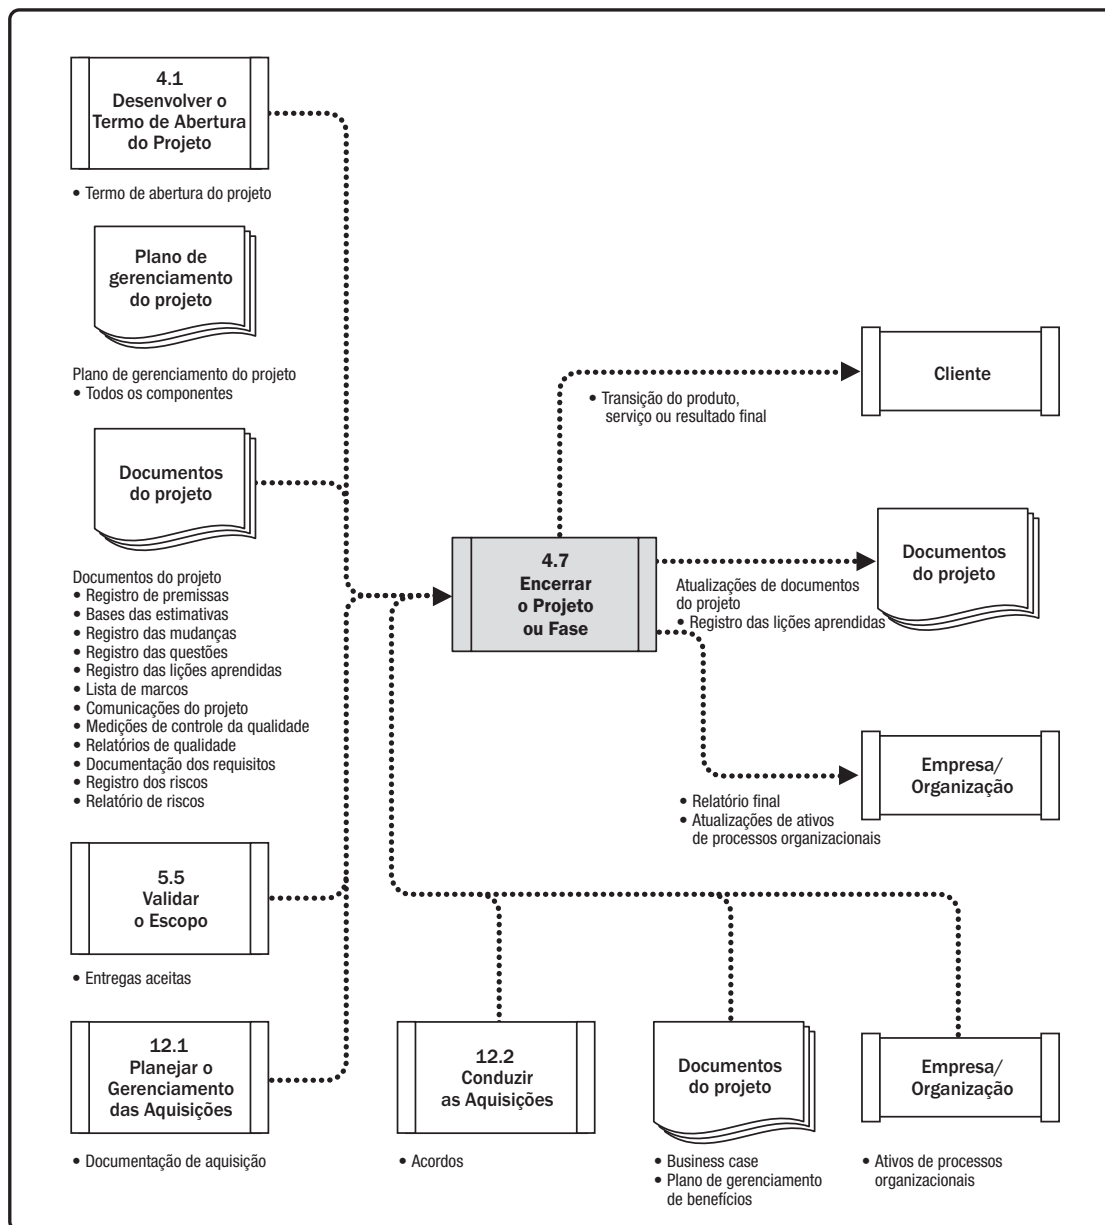 4.1
Desenvolver o
Termo de Abertura
do Projeto
• Termo de abertura do projeto
Plano de
gerenciamento
do projeto
Plano de gerenciamento do projeto
• Todos os componentes
Documentos
do projeto
Documentos do projeto
• Registro de premissas
• Bases das estimativas
• Registro das mudanças
• Registro das questões
• Registro das lições aprendidas
• Lista de marcos
• Comunicações do projeto
• Medições de controle da qualidade
• Relatórios de qualidade
• Documentação dos requisitos
• Registro dos riscos
• Relatório de riscos
5.5
Validar
o Escopo
• Entregas aceitas
12.1
Planejar o
Gerenciamento
das Aquisições
• Documentação de aquisição
4.7
Encerrar
o Projeto
ou Fase
• Transição do produto,
serviço ou resultado final
Cliente
Atualizações de documentos
do projeto
• Registro das lições aprendidas
Documentos
do projeto
• Relatório final
• Atualizações de ativos
de processos organizacionais
Empresa/
Organização
12.2
Conduzir
as Aquisições
• Acordos
Documentos
do projeto
• Business case
• Plano de gerenciamento
de benefícios
Empresa/
Organização
• Ativos de processos
organizacionais